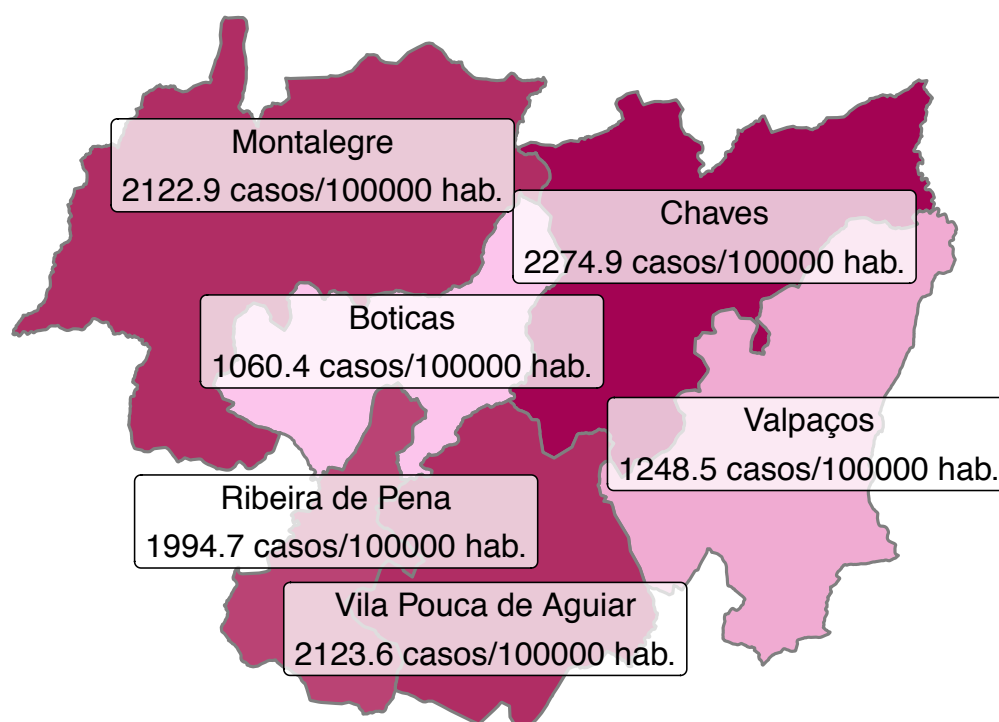 Montalegre
2122.9 casos/100000 hab.
Chaves
2274.9 casos/100000 hab.
Boticas
1060.4 casos/100000 hab.
Valpaços
1248.5 casos/100000 hab.
Ribeira de Pena
1994.7 casos/100000 hab.
Vila Pouca de Aguiar
2123.6 casos/100000 hab.